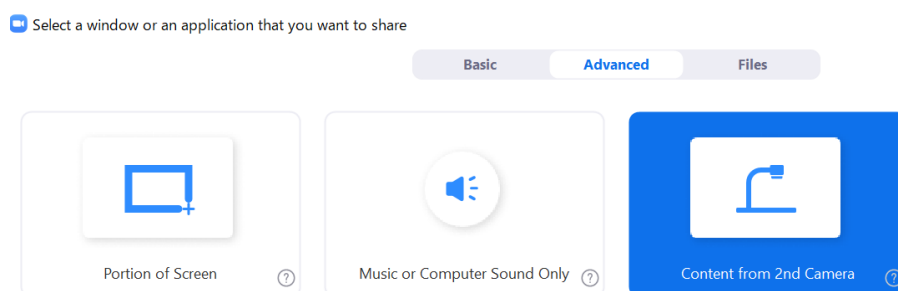 Select a window or an application that you want to share
Basic Advanced Files
Portion of Screen ?
Music or Computer Sound Only ?
Content from 2nd Camera ?